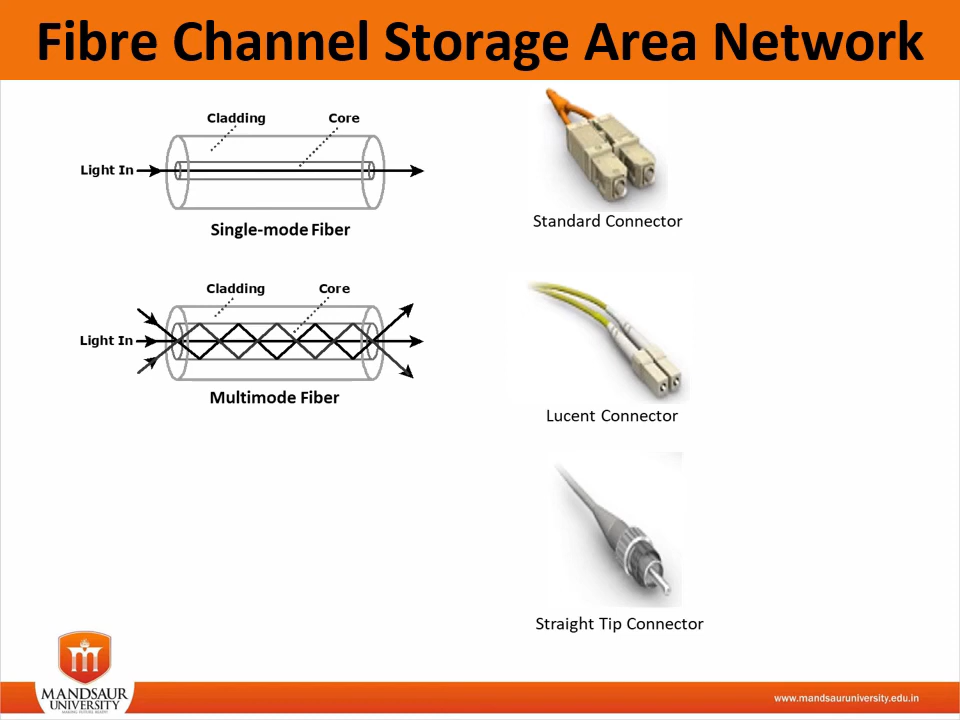 Fibre Channel Storage Area Network
Cladding
Core
Light In
Single-mode Fiber
Standard Connector
Cladding
Core
Light In
Multimode Fiber
Lucent Connector
Straight Tip Connector
MANDSAUR
UNIVERSITY
www.mandsauruniversity.edu.in